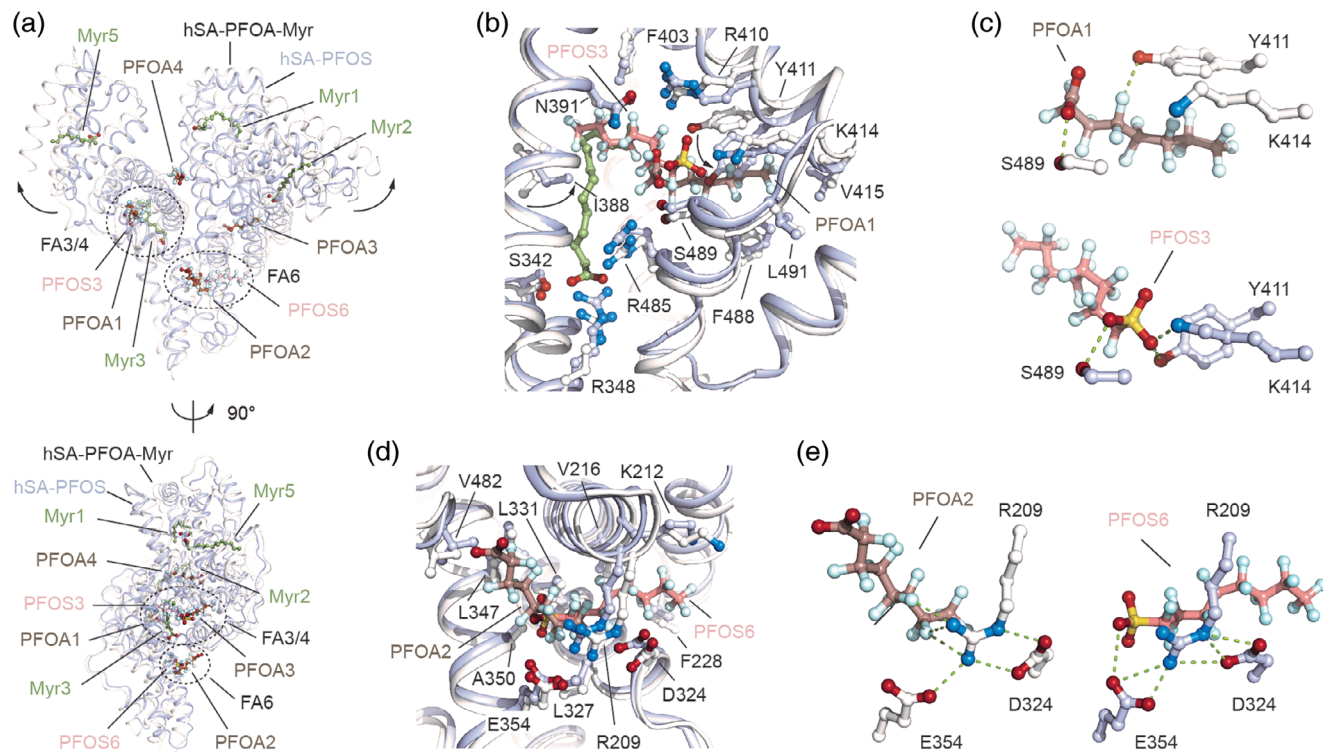 (a)
Myr5
hSA-PFOA-Myr
PFOA4
hSA-PFOS
Myr1
Myr2
FA3/4
PFOA3
PFOS3
FA6
PFOA1
PFOS6
Myr3
PFOA2
90°
hSA-PFOA-Myr
hSA-PFOS
Myr5
Myr1
PFOA4
Myr2
PFOS3
FA3/4
PFOA1
PFOA3
Myr3
FA6
PFOS6
PFOA2
(b)
F403
R410
PFOS3
Y411
N391
K414
I388
V415
PFOA1
S342
S489
L491
R485
F488
R348
(c)
PFOA1
Y411
K414
S489
PFOS3
Y411
S489
K414
(d)
V216
K212
V482
L331
L347
PFOS6
PFOA2
F228
A350
D324
E354
L327
R209
(e)
PFOA2
R209
D324
E354
PFOS6
R209
D324
E354